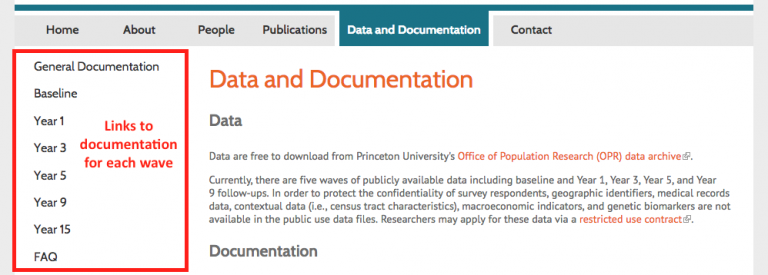 Home About People Publications Data and Documentation Contact
General Documentation
Baseline
Year 1
Year 3
Year 5
Year 9
Year 15
FAQ
Links to
documentation
for each wave
Data and Documentation
Data
Data are free to download from Princeton University's Office of Population Research (OPR) data archive.
Currently, there are five waves of publicly available data including baseline and Year 1, Year 3, Year 5, and Year
9 follow-ups. In order to protect the confidentiality of survey respondents, geographic identifiers, medical records
data, contextual data (i.e., census tract characteristics), macroeconomic indicators, and genetic biomarkers are not
available in the public use data files. Researchers may apply for these data via a restricted use contract.
Documentation